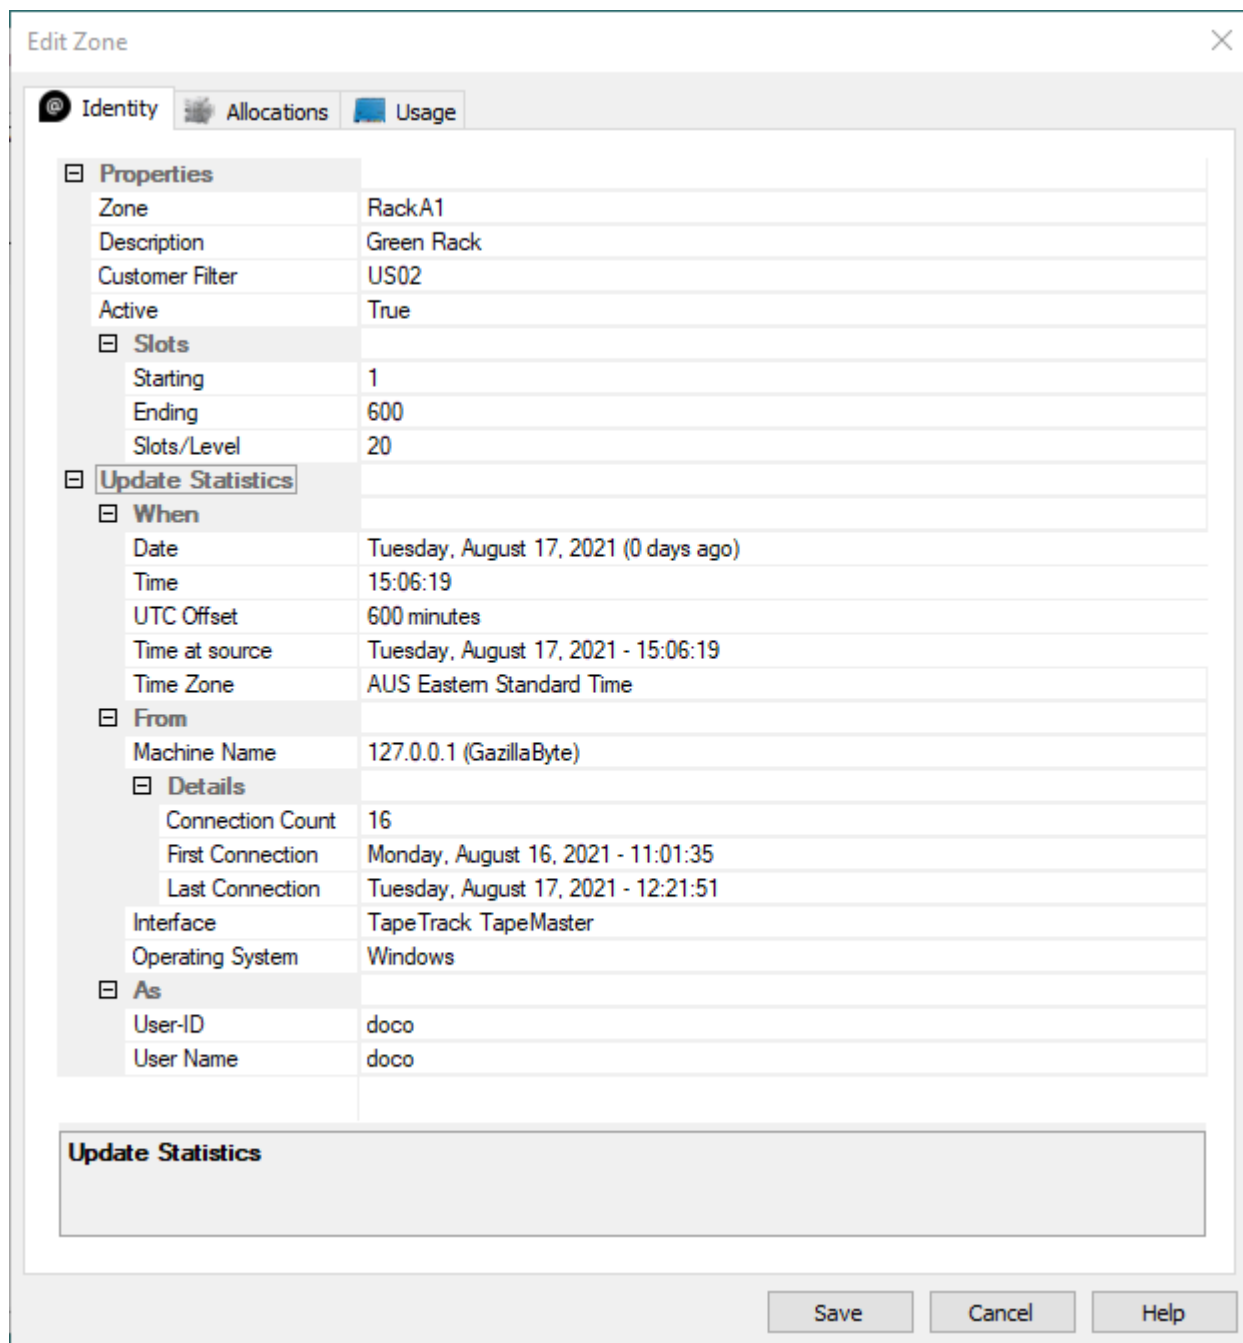 Edit Zone
Identity Allocations Usage
Properties
Zone RackA1
Description Green Rack
Customer Filter US02
Active True
Slots
Starting 1
Ending 600
Slots/Level 20
Update Statistics
When
Date Tuesday, August 17, 2021 (0 days ago)
Time 15:06:19
UTC Offset 600 minutes
Time at source Tuesday, August 17, 2021 - 15:06:19
Time Zone AUS Eastern Standard Time
From
Machine Name 127.0.0.1 (GazillaByte)
Details
Connection Count 16
First Connection Monday, August 16, 2021 - 11:01:35
Last Connection Tuesday, August 17, 2021 - 12:21:51
Interface TapeTrack TapeMaster
Operating System Windows
As
User-ID doco
User Name doco
Update Statistics
Save Cancel Help